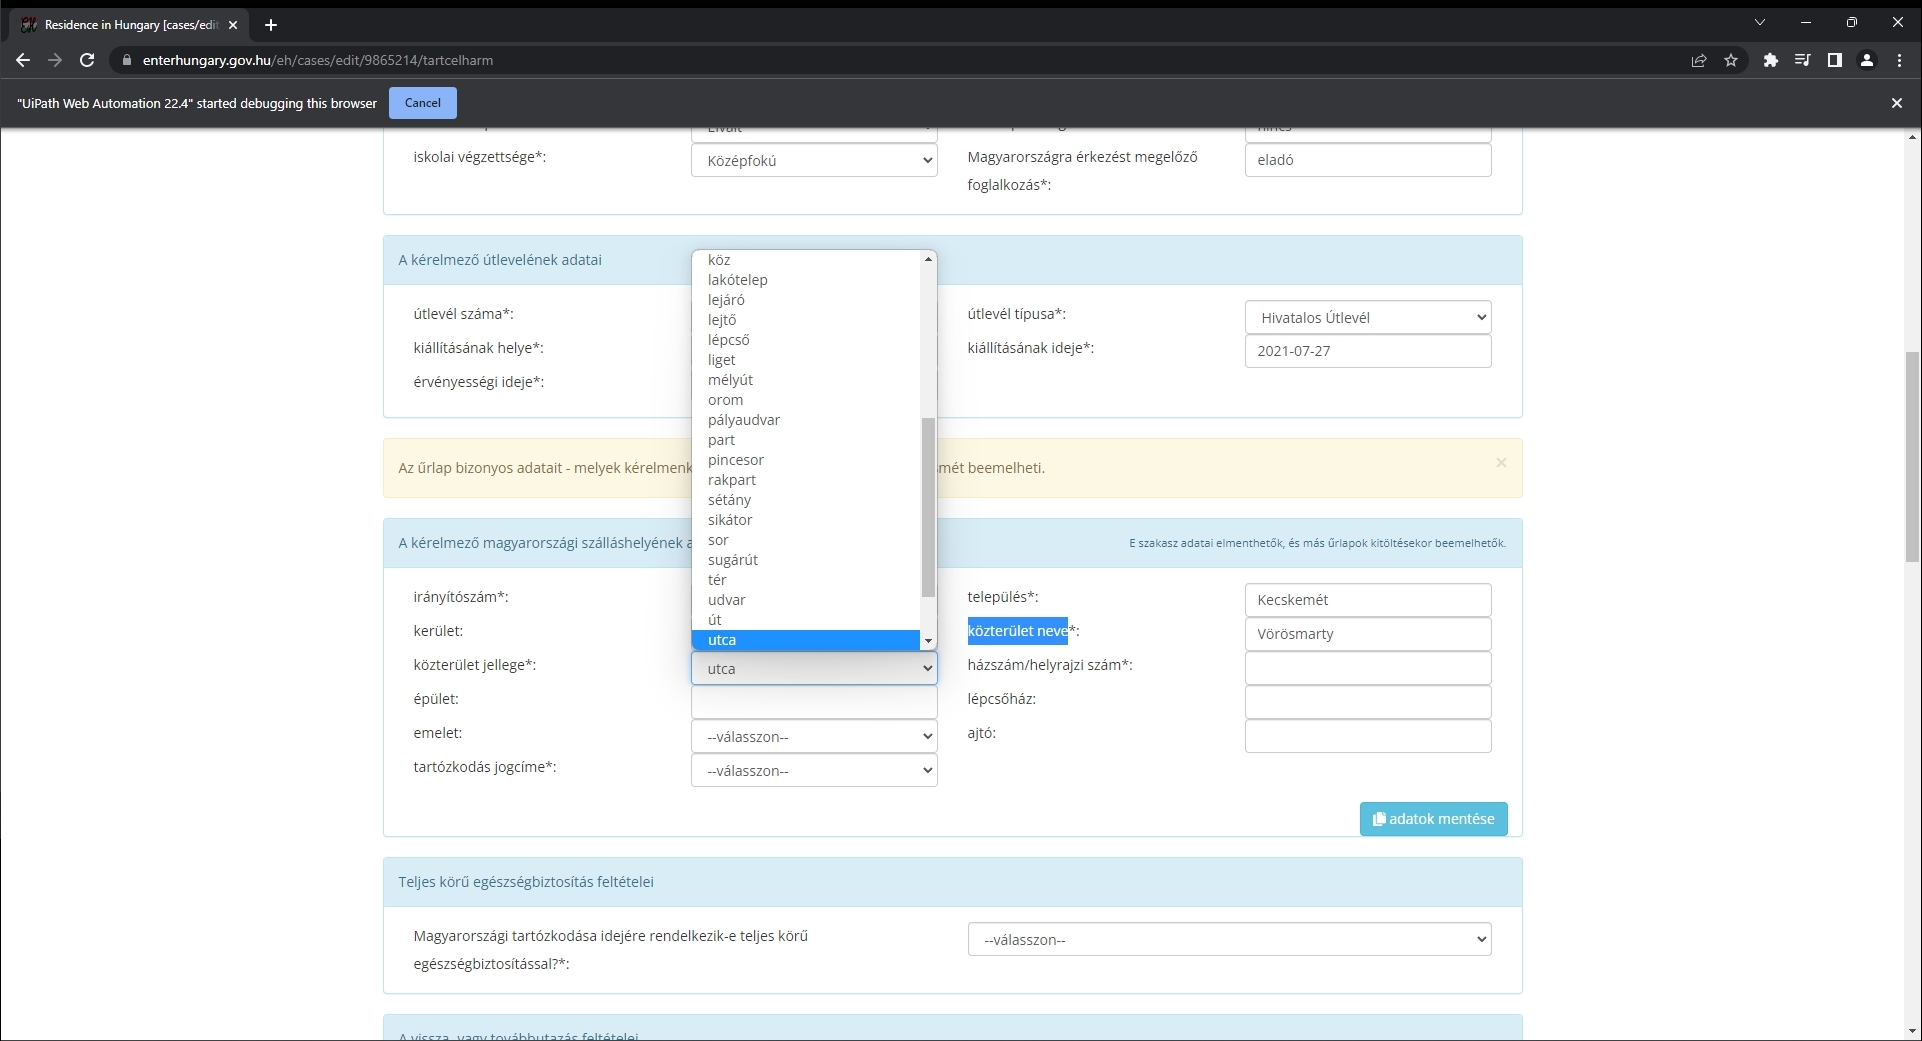 Residence in Hungary [cases/edit
enterhungary.gov.hu/eh/cases/edit/9865214/tartcelharm
"UiPath Web Automation 22.4" started debugging this browser Cancel
iskolai végzettsége*: Középfokú Magyarországra érkezést megelőző foglalkozás*: eladó
A kérelmező útlevelének adatai
útlevél száma*: útlevél típusa*: Hivatalos Útlevél
kiállításának helye*: kiállításának ideje*: 2021-07-27
érvényességi ideje*:
köz
lakótelep
lejáró
lejtő
lépcső
liget
mélyút
orom
pályaudvar
part
pincesor
rakpart
sétány
sikátor
sor
sugárút
tér
udvar
út
utca
Az űrlap bizonyos adatait - melyek kérelmenk mét beemelheti. ×
A kérelmező magyarországi szálláshelyének a E szakasz adatai elmenthetők, és más űrlapok kitöltésekor beemelhetők.
irányítószám*: település*: Kecskemét
kerület: közterület neve*: Vörösmarty
közterület jellege*: utca házszám/helyrajzi szám*:
épület: lépcsőház:
emelet: --válasszon-- ajtó:
tartózkodás jogcíme*: --válasszon--
adatok mentése
Teljes körű egészségbiztosítás feltételei
Magyarországi tartózkodása idejére rendelkezik-e teljes körű --válasszon--
egészségbiztosítással?*:
A vissza- vagy továbbutazás feltételei